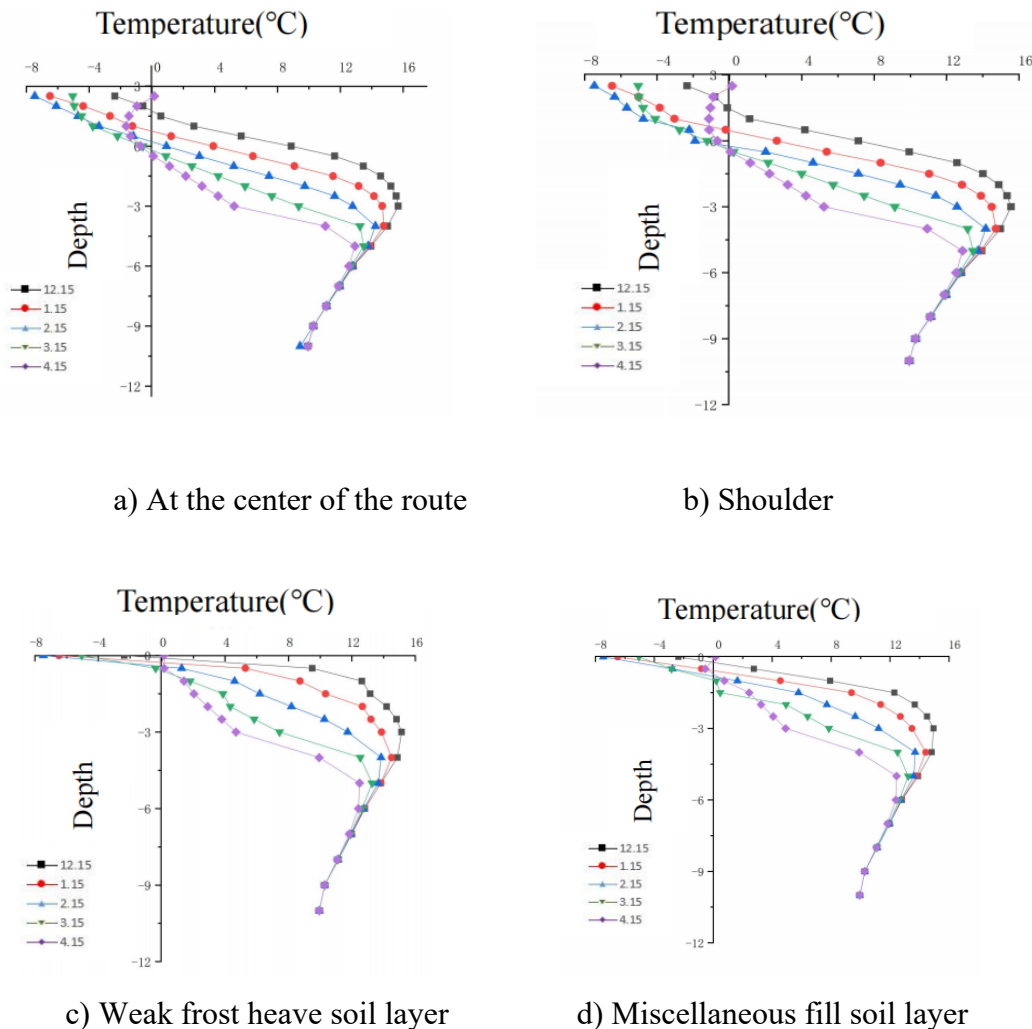 Temperature(°C)
-8 -4 0 4 8 12 16
3
-3
-6
-9
-12
Depth
12.15
1.15
2.15
3.15
4.15
a) At the center of the route
Temperature(°C)
-8 -4 0 4 8 12 16
3
-3
-6
-9
-12
Depth
12.15
1.15
2.15
3.15
4.15
b) Shoulder
Temperature(°C)
-8 -4 0 4 8 12 16
0
-3
-6
-9
-12
Depth
12.15
1.15
2.15
3.15
4.15
c) Weak frost heave soil layer
Temperature(°C)
-8 -4 0 4 8 12 16
0
-3
-6
-9
-12
Depth
12.15
1.15
2.15
3.15
4.15
d) Miscellaneous fill soil layer